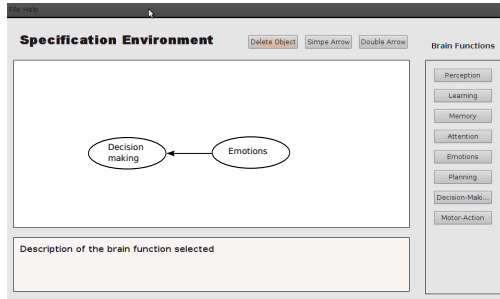 File Help
Specification Environment
Delete Object
Simpe Arrow
Double Arrow
Brain Functions
Decision
making
Emotions
Perception
Learning
Memory
Attention
Emotions
Planning
Decision-Maki...
Motor-Action
Description of the brain function selected